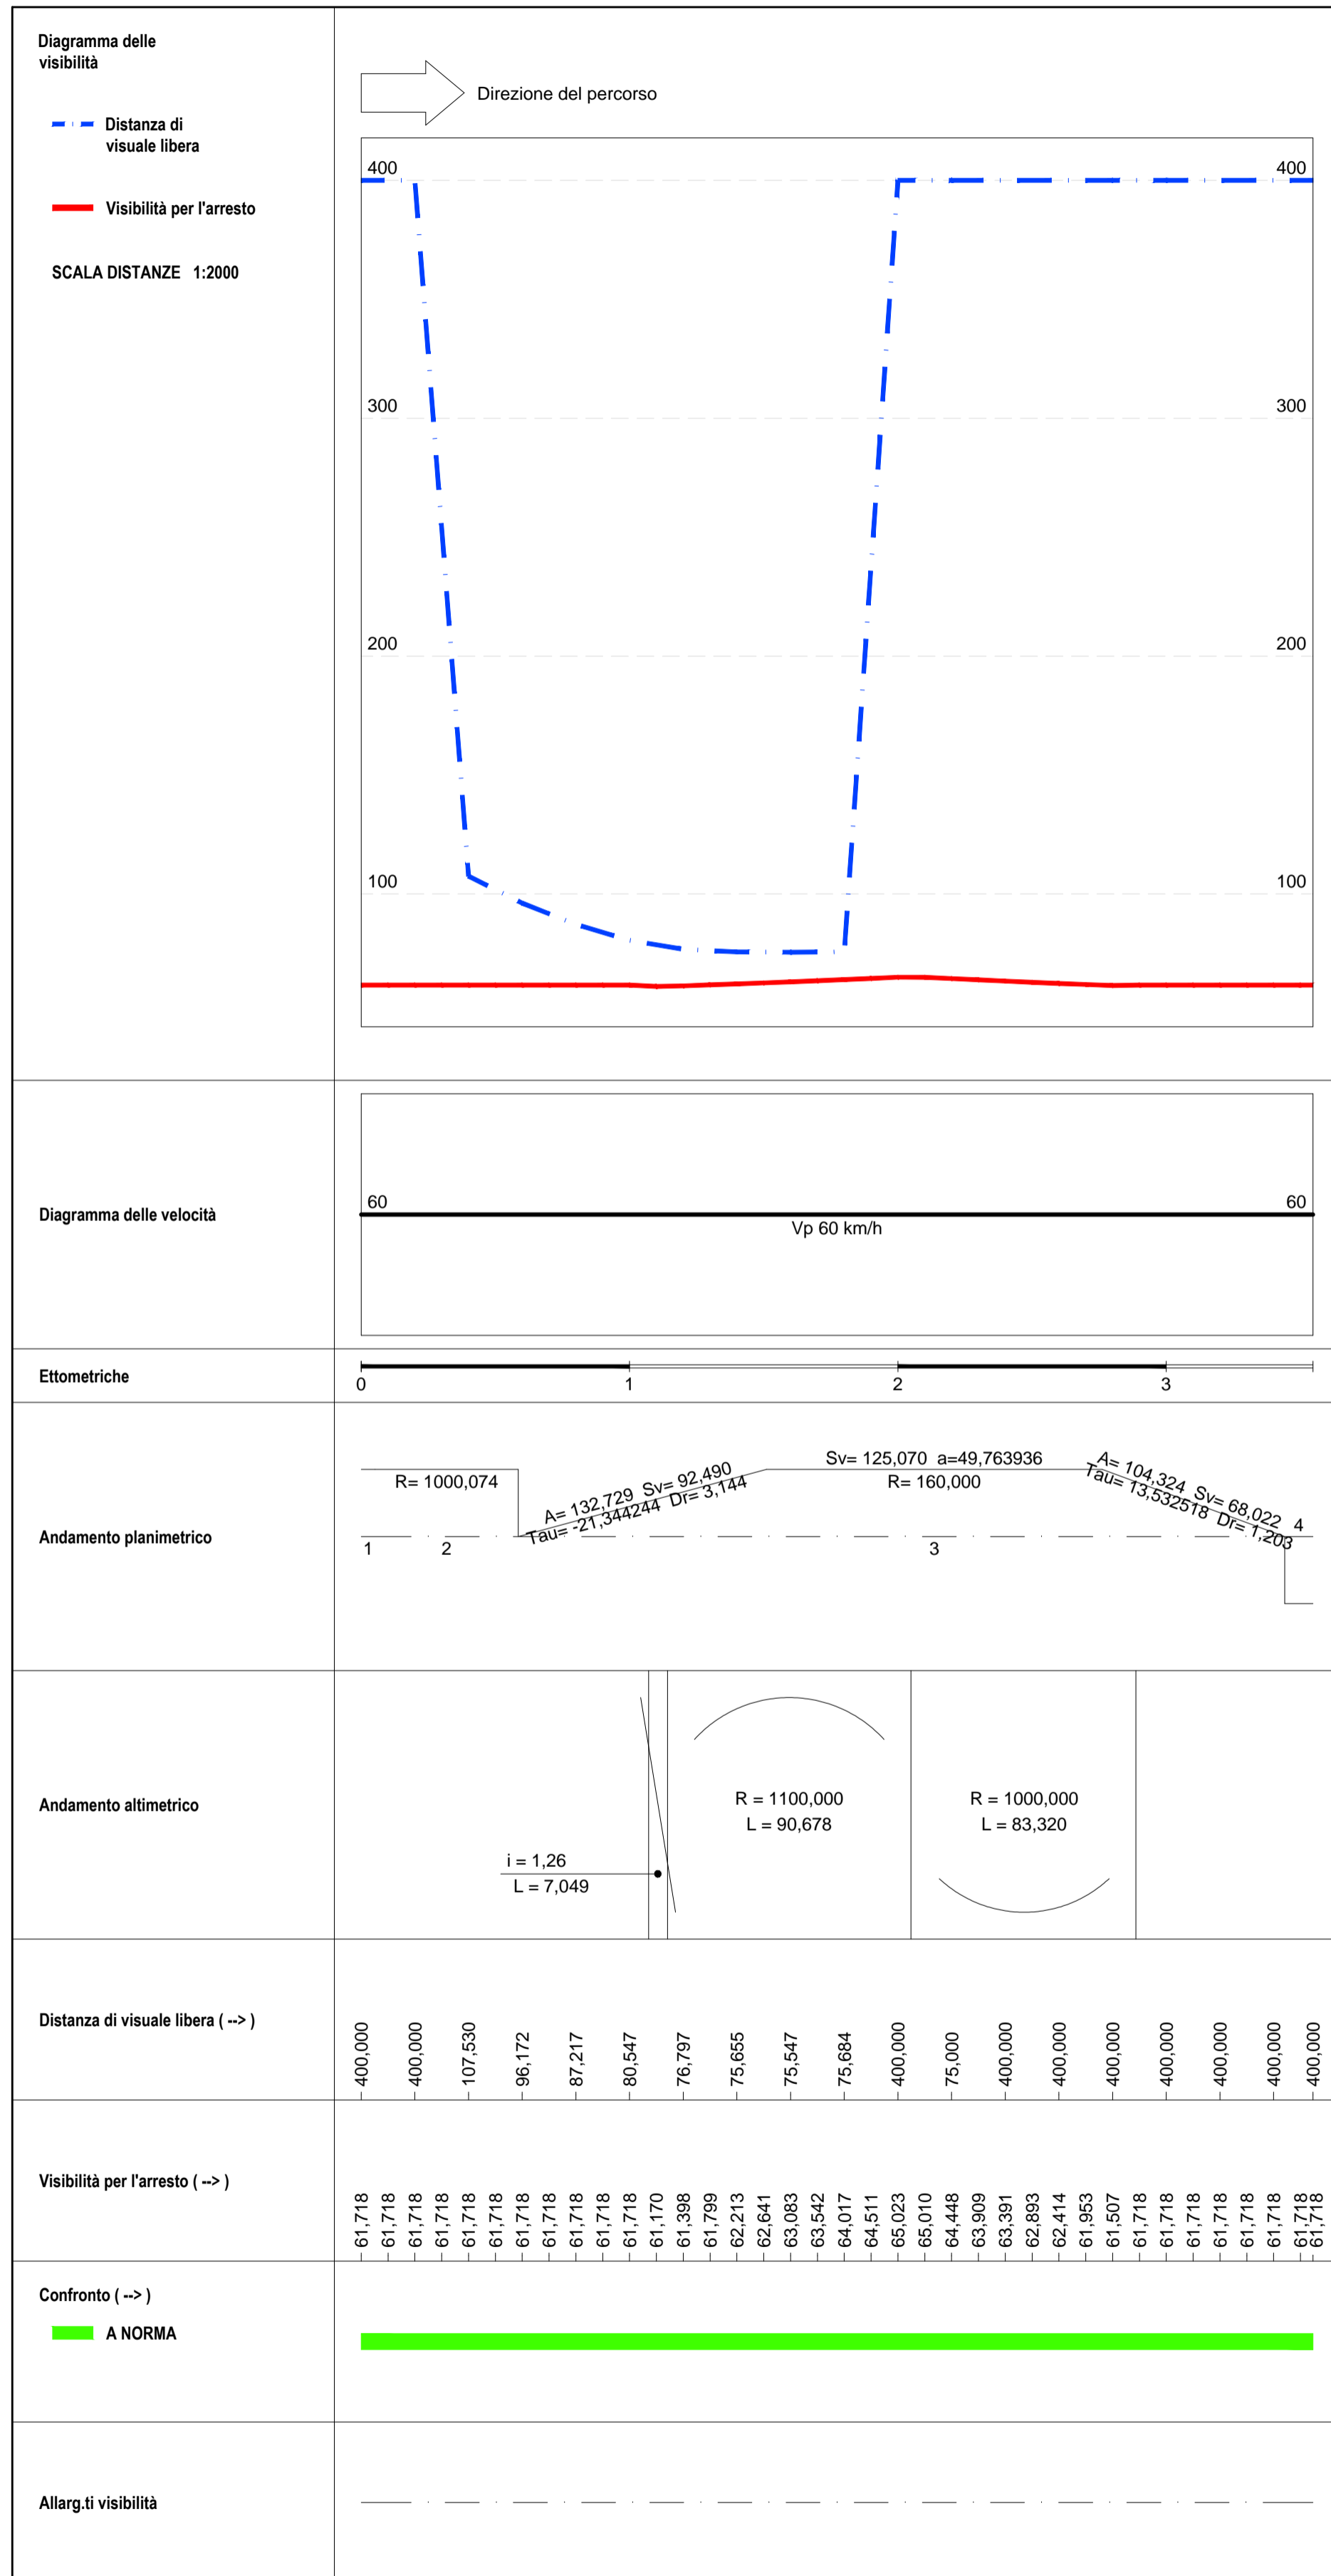 Diagramma delle
visibilità
Distanza di
visuale libera
Visibilità per l'arresto
SCALA DISTANZE 1:2000
Direzione del percorso
400 400
300 300
200 200
100 100
Diagramma delle velocità
60 60
Vp 60 km/h
Ettometriche
0 1 2 3
Andamento planimetrico
R= 1000,074
A= 132,729 Sv= 92,490
Tau= -21,344244 Dr= 3,144
Sv= 125,070 a=49,763936
R= 160,000
A= 104,324 Sv= 68,022
Tau= 13,532518 Dr= 1,203
1 2 3 4
Andamento altimetrico
i = 1,26
L = 7,049
R = 1100,000
L = 90,678
R = 1000,000
L = 83,320
Distanza di visuale libera ( --> )
400,000
400,000
107,530
96,172
87,217
80,547
76,797
75,655
75,547
75,684
400,000
75,000
400,000
400,000
400,000
400,000
400,000
400,000
400,000
Visibilità per l'arresto ( --> )
61,718
61,718
61,718
61,718
61,718
61,718
61,718
61,718
61,718
61,718
61,718
61,170
61,398
61,799
62,213
62,641
63,083
63,542
64,017
64,511
65,023
65,010
64,448
63,909
63,391
62,893
62,414
61,953
61,507
61,718
61,718
61,718
61,718
61,718
61,718
61,718
61,718
Confronto ( --> )
A NORMA
Allarg.ti visibilità